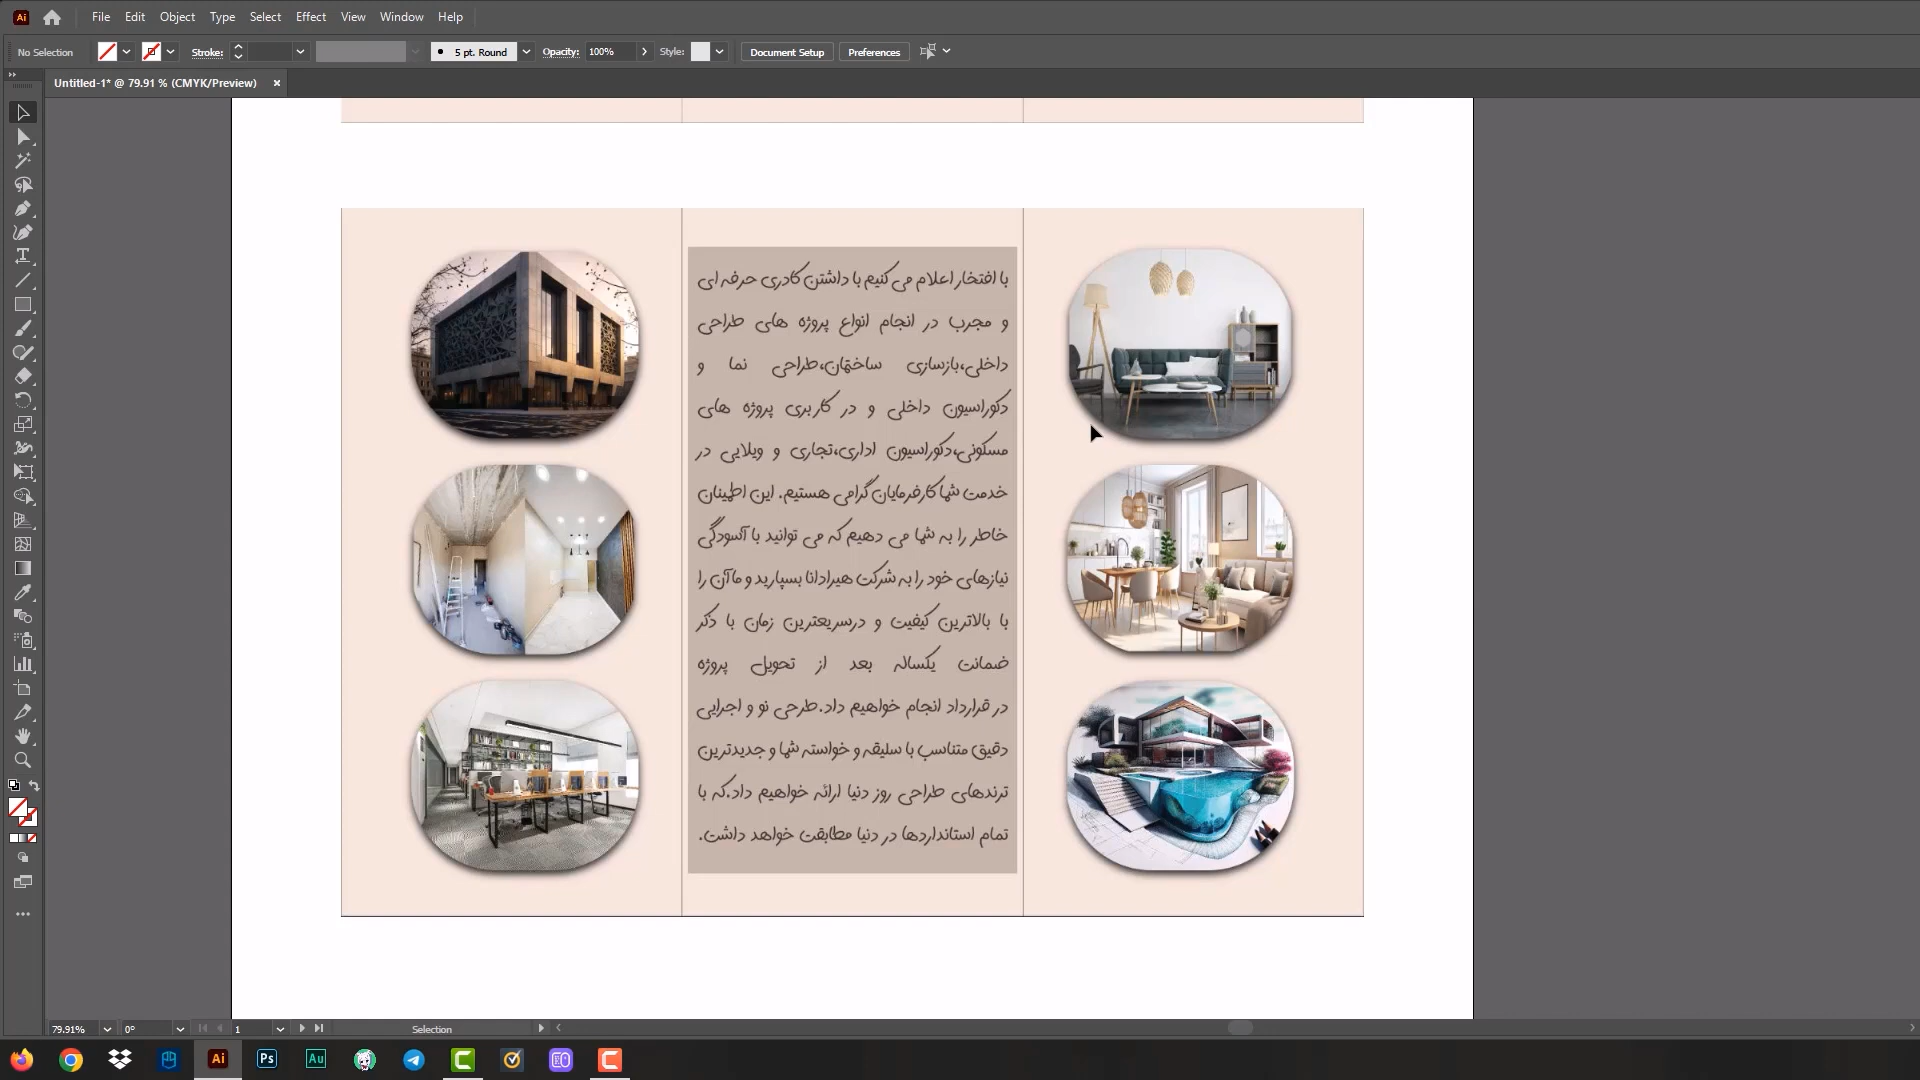 Ai File Edit Object Type Select Effect View Window Help
No Selection Stroke: 5 pt. Round Opacity: 100% Style: Document Setup Preferences
Untitled-1* @ 79.91 % (CMYK/Preview) ×
با افتخار اعلام می کنیم با داشتن کادری حرفه ای
و مجرب در انجام انواع پروژه های طراحی
داخلی،بازسازی ساختمان،طراحی نما و
دکوراسیون داخلی و در کاربری پروژه های
مسکونی،دکوراسیون اداری،تجاری و ویلایی در
خدمت شما کارفرمایان گرامی هستیم. این اطمینان
خاطر را به شما می دهیم که می توانید با آسودگی
نیازهای خود را به شرکت هیرادانا بسپارید و ما آن را
با بالاترین کیفیت و درسریعترین زمان با ذکر
ضمانت یکساله بعد از تحویل پروژه
در قرارداد انجام خواهیم داد.طرحی نو و اجرایی
دقیق متناسب با سلیقه و خواسته شما و جدیدترین
ترندهای طراحی روز دنیا ارائه خواهیم داد.که با
تمام استانداردها در دنیا مطابقت خواهد داشت.
79.91% 0° 1 Selection
Ai Ps Au